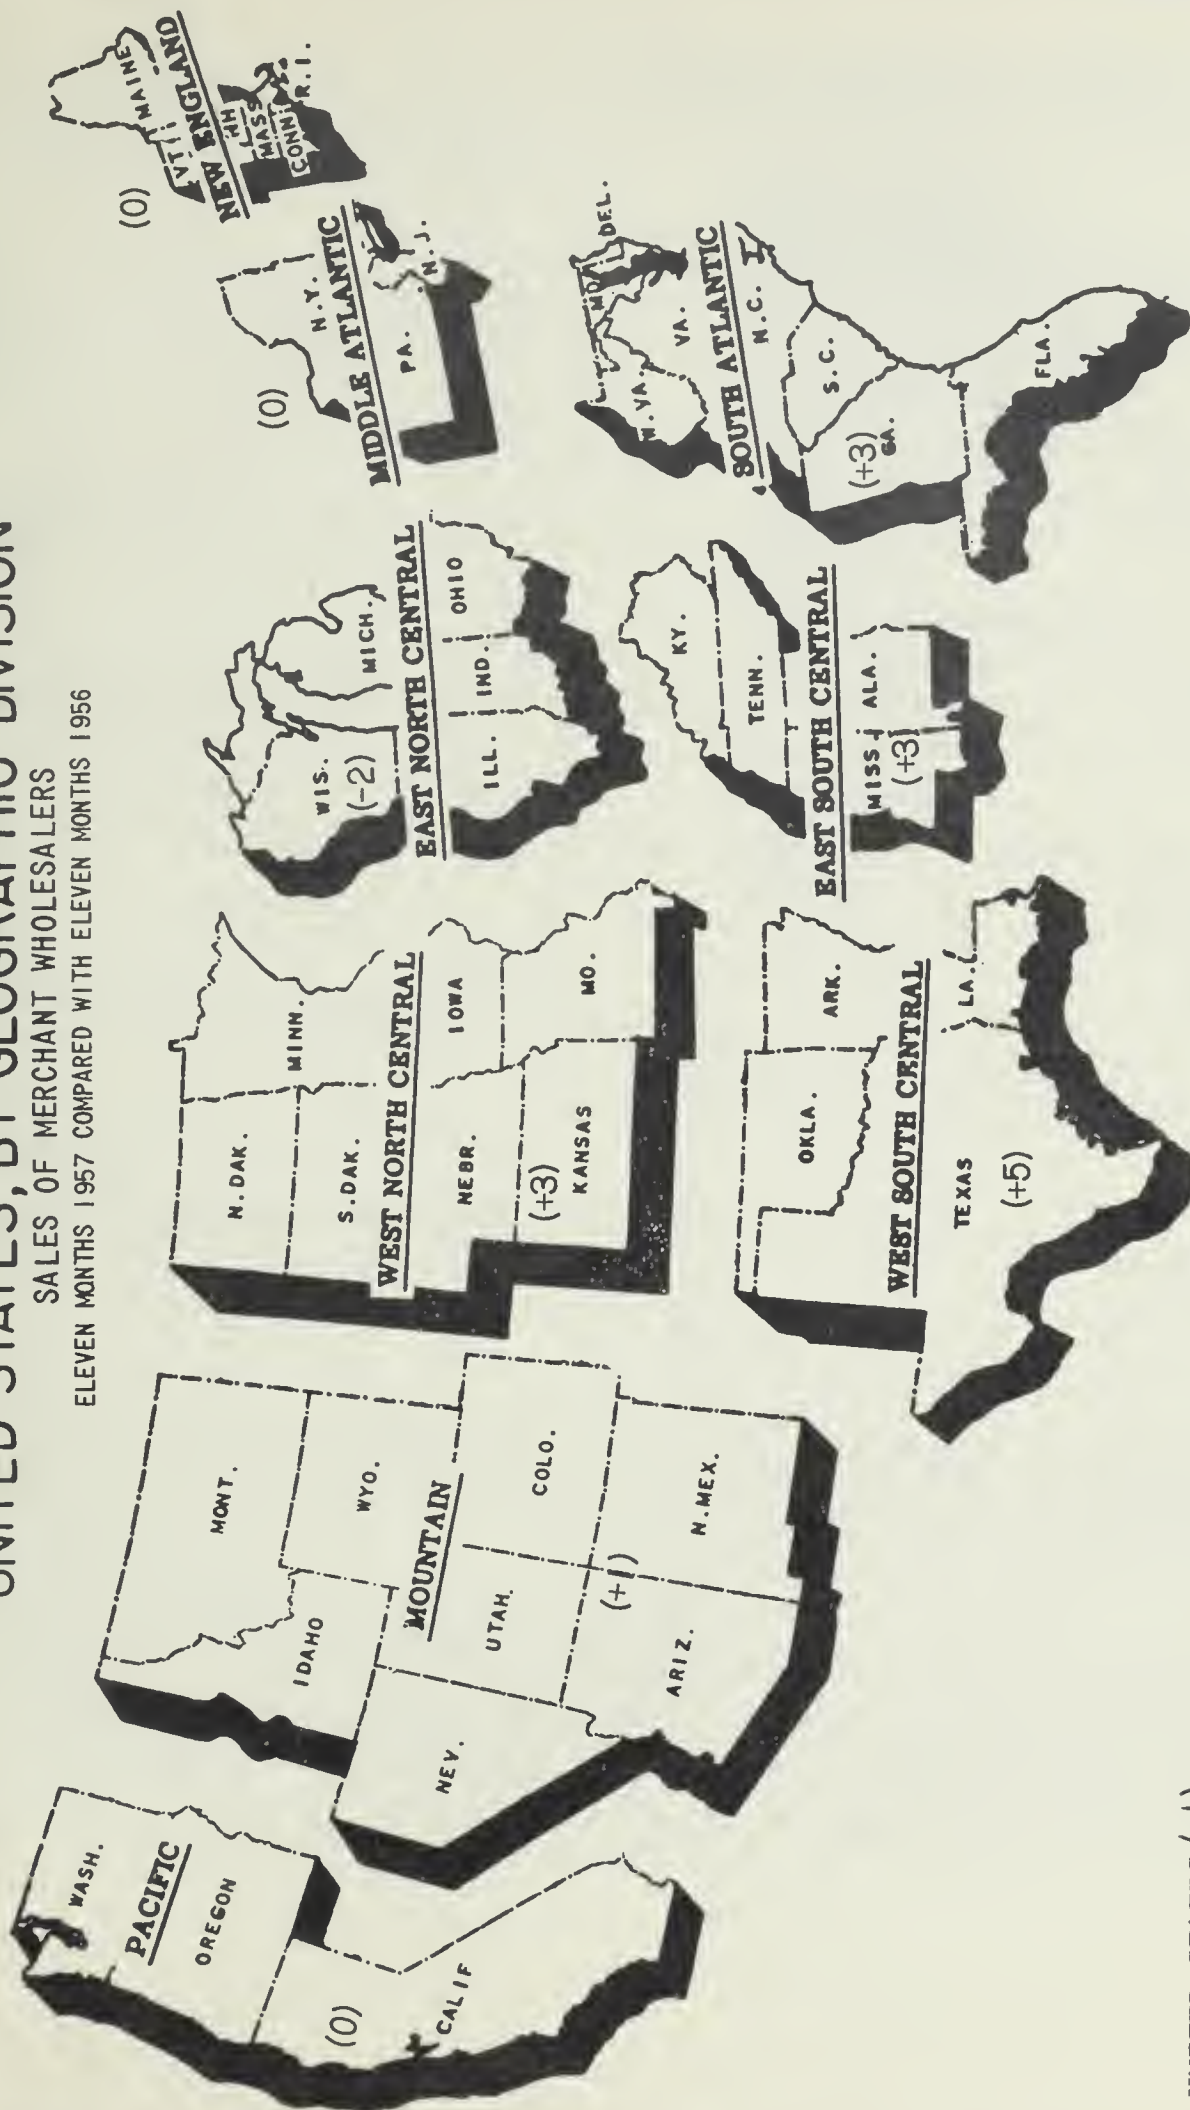 UNITED STATES, BY GEOGRAPHIC DIVISION
SALES OF MERCHANT WHOLESALERS
ELEVEN MONTHS 1957 COMPARED WITH ELEVEN MONTHS 1956
WASH.
PACIFIC
OREGON
(0)
CALIF
MONT.
IDAHO
WYO.
MOUNTAIN
NEV.
UTAH.
COLO.
(+1)
ARIZ.
N.MEX.
N.DAK.
MINN.
S.DAK.
WEST NORTH CENTRAL
NEBR.
IOWA
(+3)
KANSAS
MO.
OKLA.
ARK.
WEST SOUTH CENTRAL
TEXAS
LA.
(+5)
WIS.
(-2)
MICH.
EAST NORTH CENTRAL
ILL.
IND.
OHIO
KY.
TENN.
EAST SOUTH CENTRAL
MISS.
ALA.
(+3)
(0)
N.Y.
MIDDLE ATLANTIC
PA.
N.J.
(0)
MAINE
VT.
NEW ENGLAND
NH
MASS
CONN
R.I.
MD.
DEL.
W.VA.
VA.
SOUTH ATLANTIC
N.C.
S.C.
(+3)
GA.
FLA.